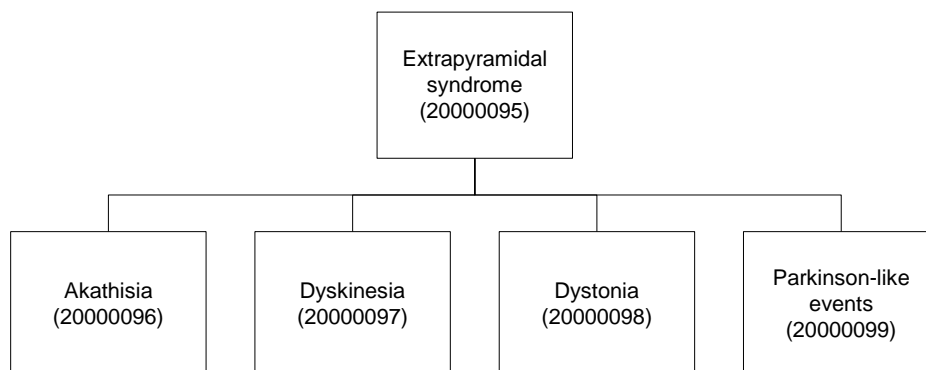 Extrapyramidal
syndrome
(20000095)
Akathisia
(20000096)
Dyskinesia
(20000097)
Dystonia
(20000098)
Parkinson-like
events
(20000099)